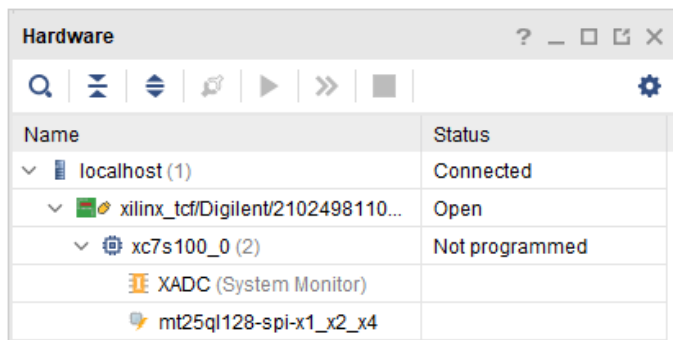 Hardware
Name Status
localhost (1) Connected
xilinx_tcf/Digilent/2102498110... Open
xc7s100_0 (2) Not programmed
XADC (System Monitor)
mt25ql128-spi-x1_x2_x4